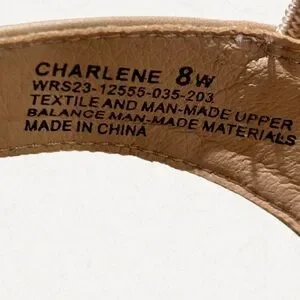 CHARLENE 8W
WRS23-12555-035-203
TEXTILE AND MAN-MADE UPPER
BALANCE MAN-MADE MATERIALS
MADE IN CHINA